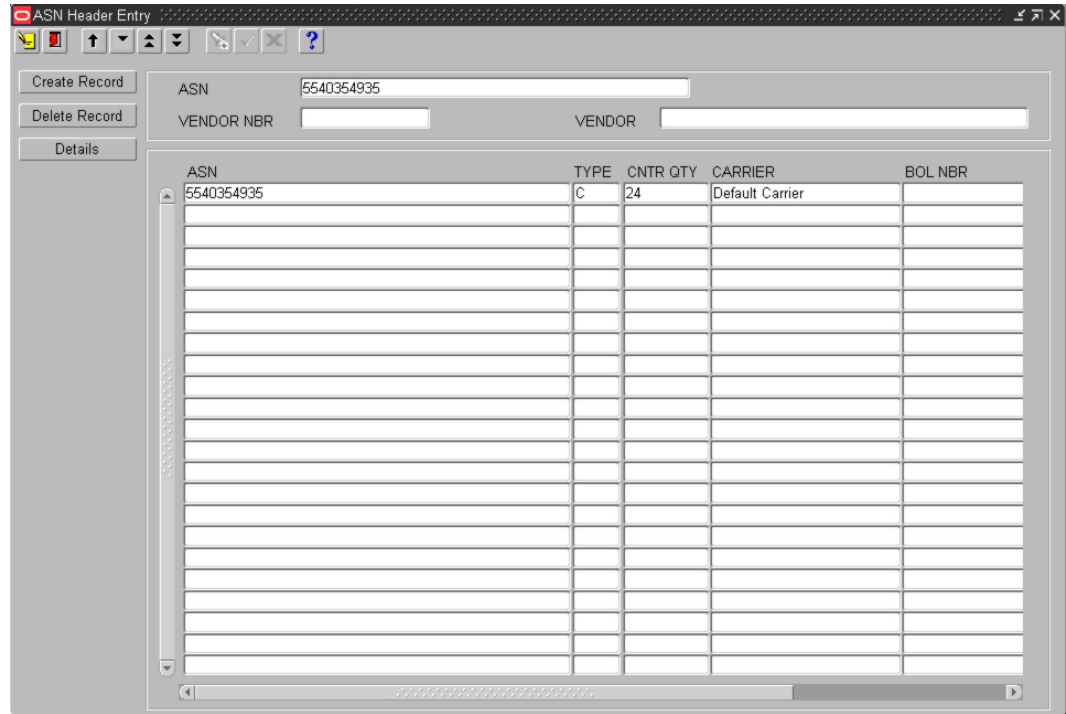 ASN Header Entry
?
Create Record
Delete Record
Details
ASN 5540354935
VENDOR NBR VENDOR
ASN TYPE CNTR QTY CARRIER BOL NBR
5540354935 C 24 Default Carrier